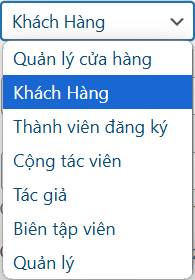 Khách Hàng
Quản lý cửa hàng
Khách Hàng
Thành viên đăng ký
Cộng tác viên
Tác giả
Biên tập viên
Quản lý